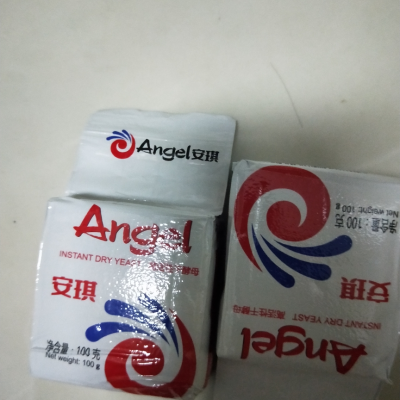 Angel安琪
Angel
INSTANT DRY YEAST
安琪
净含量:100克
Net weight: 100 g
Angel
INSTANT DRY YEAST 高活性干酵母
安琪
净含量:100克
Net weight: 100 g